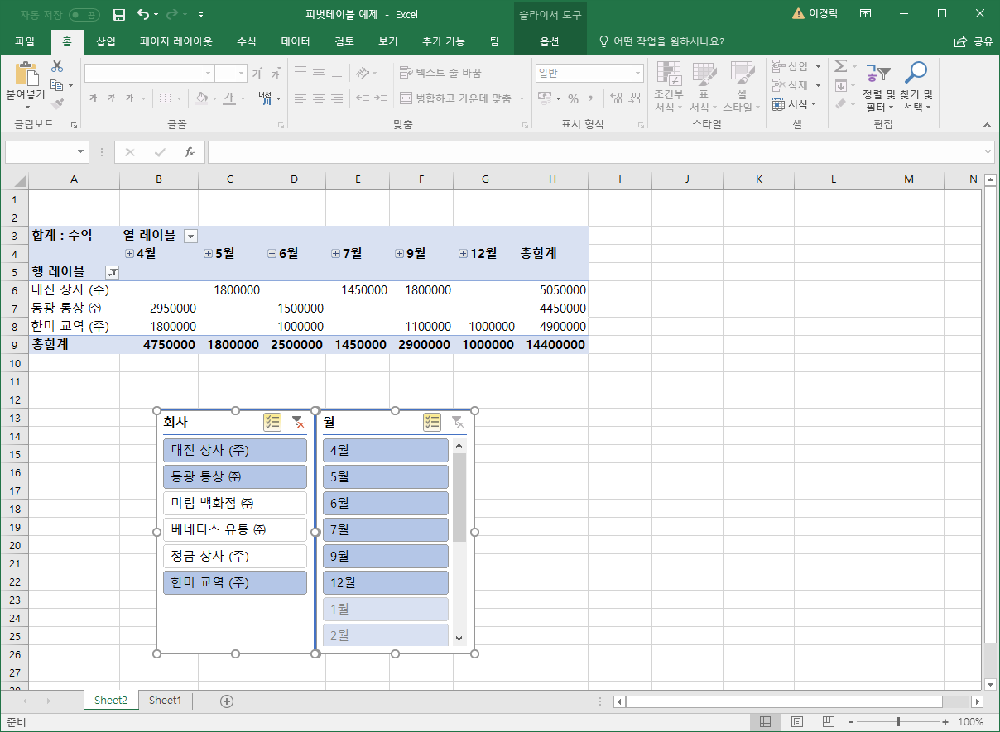 자동 저장 끔 피벗테이블 예제 - Excel 슬라이서 도구 이경락
파일 홈 삽입 페이지 레이아웃 수식 데이터 검토 보기 추가 기능 팀 옵션 어떤 작업을 원하시나요? 공유
붙여넣기
클립보드
가 가
가 가 가 가 내천 川
글꼴
텍스트 줄 바꿈
병합하고 가운데 맞춤
맞춤
일반
%
표시 형식
조건부 서식
표 서식
셀 스타일
스타일
삽입
삭제
서식
셀
정렬 및 필터
찾기 및 선택
편집
fx
A B C D E F G H I J K L M N
1
2
3 합계 : 수익 열 레이블
4 4월 5월 6월 7월 9월 12월 총합계
5 행 레이블
6 대진 상사 (주) 1800000 1450000 1800000 5050000
7 동광 통상 ㈜ 2950000 1500000 4450000
8 한미 교역 (주) 1800000 1000000 1100000 1000000 4900000
9 총합계 4750000 1800000 2500000 1450000 2900000 1000000 14400000
10
11
12
13
14
15
16
17
18
19
20
21
22
23
24
25
26
27
28
회사
대진 상사 (주)
동광 통상 ㈜
미림 백화점 ㈜
베네디스 유통 ㈜
정금 상사 (주)
한미 교역 (주)
월
4월
5월
6월
7월
9월
12월
1월
2월
Sheet2 Sheet1
준비 100%